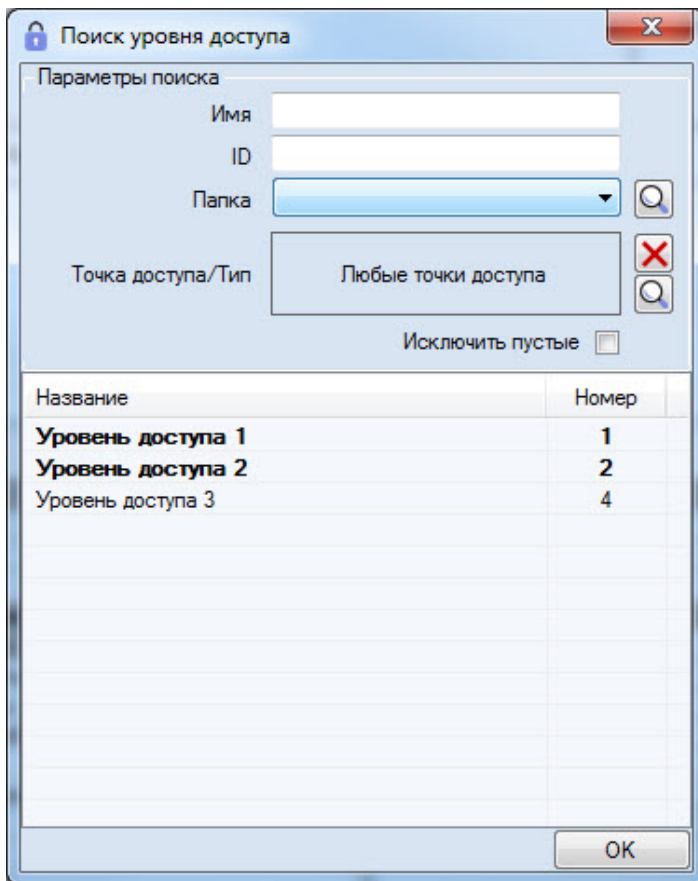 Поиск уровня доступа
Параметры поиска
Имя
ID
Папка
Точка доступа/Тип Любые точки доступа
Исключить пустые
Название Номер
Уровень доступа 1 1
Уровень доступа 2 2
Уровень доступа 3 4
OK